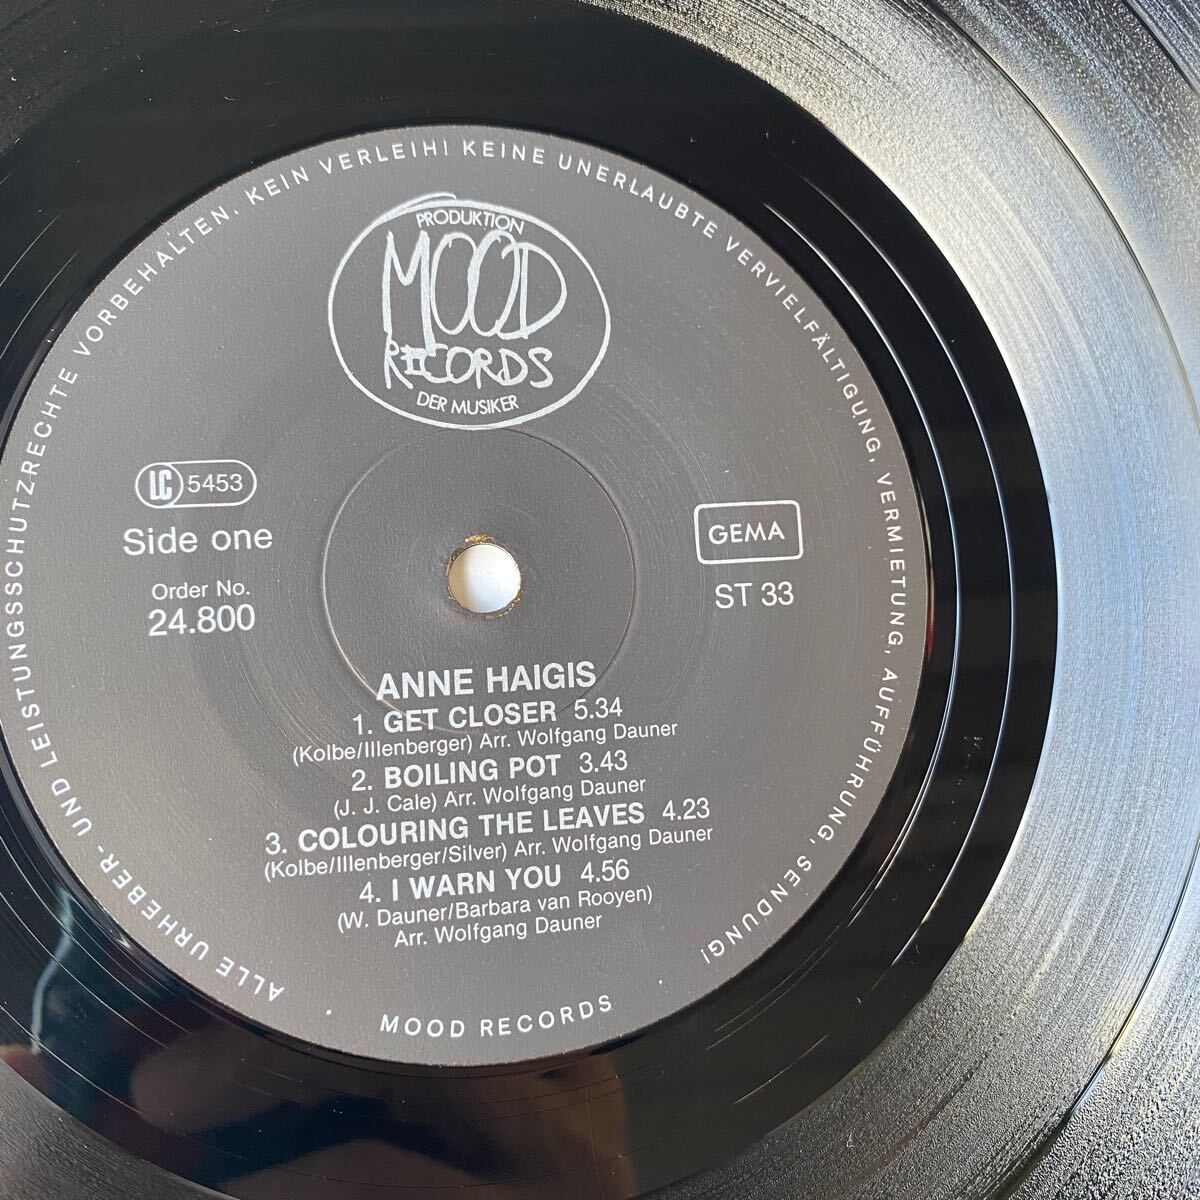 ALLE URHEBER- UND LEISTUNGSSCHUTZRECHTE VORBEHALTEN. KEIN VERLEIH! KEINE UNERLAUBTE VERVIELFÄLTIGUNG, VERMIETUNG, AUFFÜHRUNG, SENDUNG!
PRODUKTION
MOOD
RECORDS
DER MUSIKER
LC 5453
Side one
Order No.
24.800
GEMA
ST 33
ANNE HAIGIS
1. GET CLOSER 5.34
(Kolbe/Illenberger) Arr. Wolfgang Dauner
2. BOILING POT 3.43
(J. J. Cale) Arr. Wolfgang Dauner
3. COLOURING THE LEAVES 4.23
(Kolbe/Illenberger/Silver) Arr. Wolfgang Dauner
4. I WARN YOU 4.56
(W. Dauner/Barbara van Rooyen)
Arr. Wolfgang Dauner
· MOOD RECORDS ·